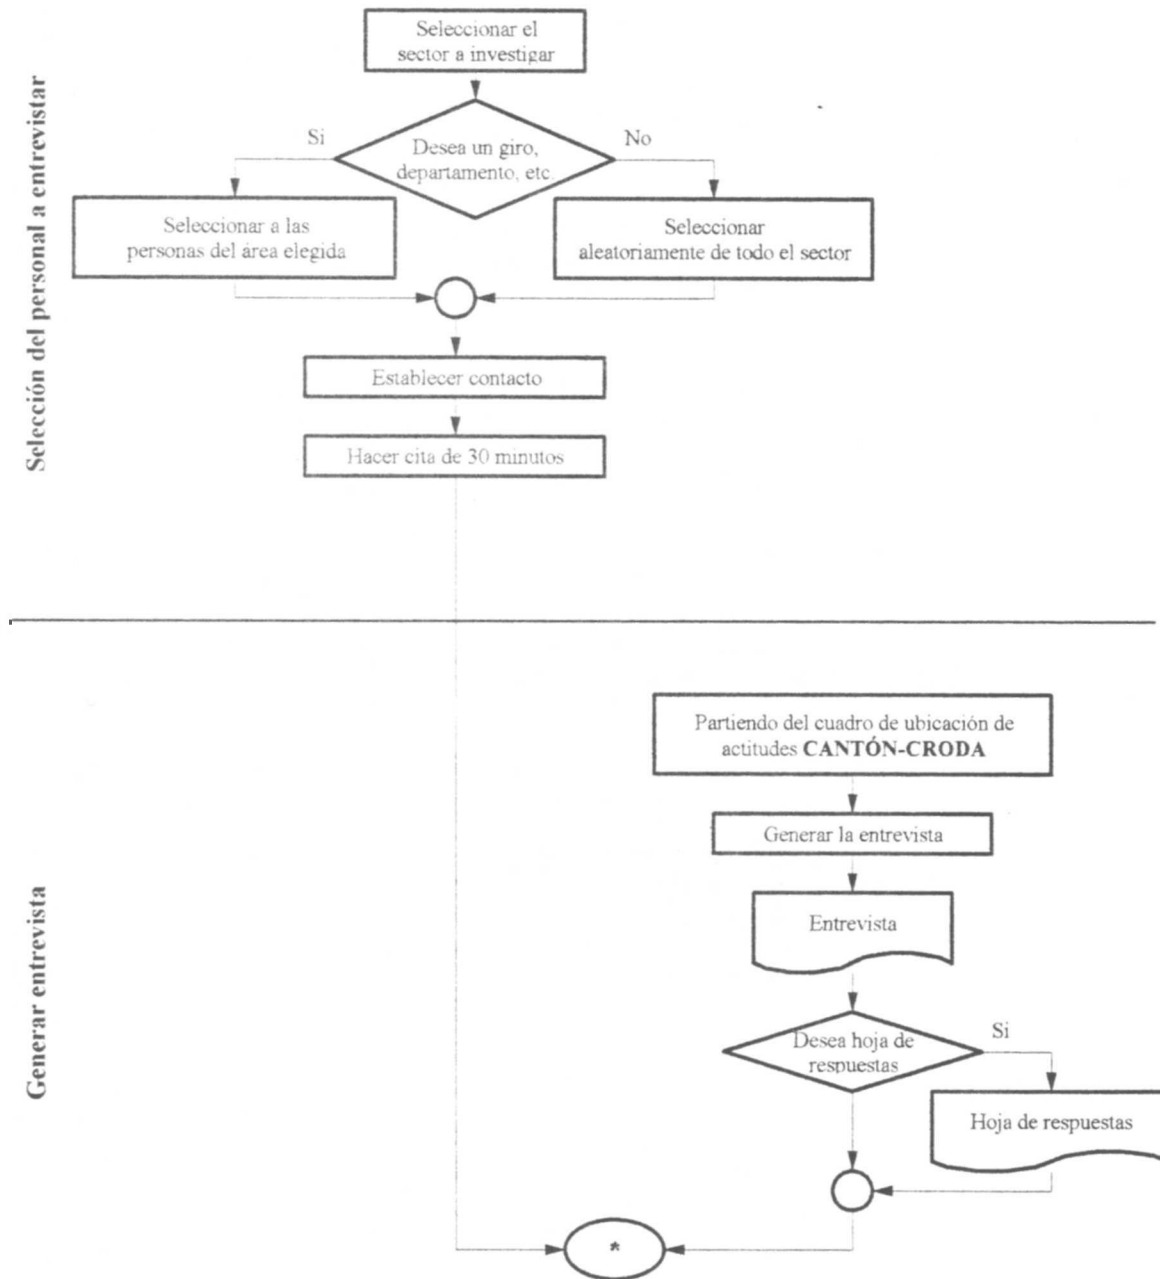 Selección del personal a entrevistar
Seleccionar el
sector a investigar
Si
No
Desea un giro,
departamento, etc.
Seleccionar a las
personas del área elegida
Seleccionar
aleatoriamente de todo el sector
Establecer contacto
Hacer cita de 30 minutos
Generar entrevista
Partiendo del cuadro de ubicación de
actitudes CANTÓN-CRODA
Generar la entrevista
Entrevista
Desea hoja de
respuestas
Si
Hoja de respuestas
*